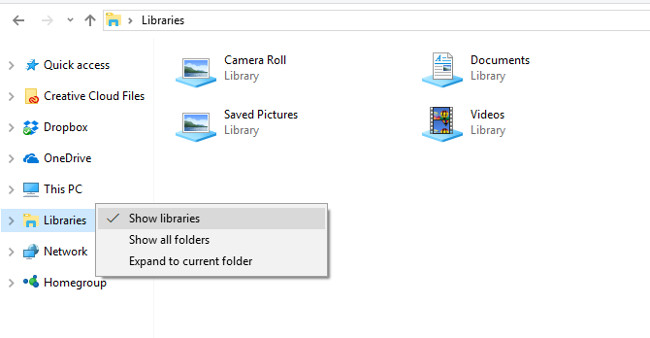 Libraries
Camera Roll
Library
Documents
Library
Saved Pictures
Library
Videos
Library
Quick access
Creative Cloud Files
Dropbox
OneDrive
This PC
Libraries
Network
Homegroup
Show libraries
Show all folders
Expand to current folder